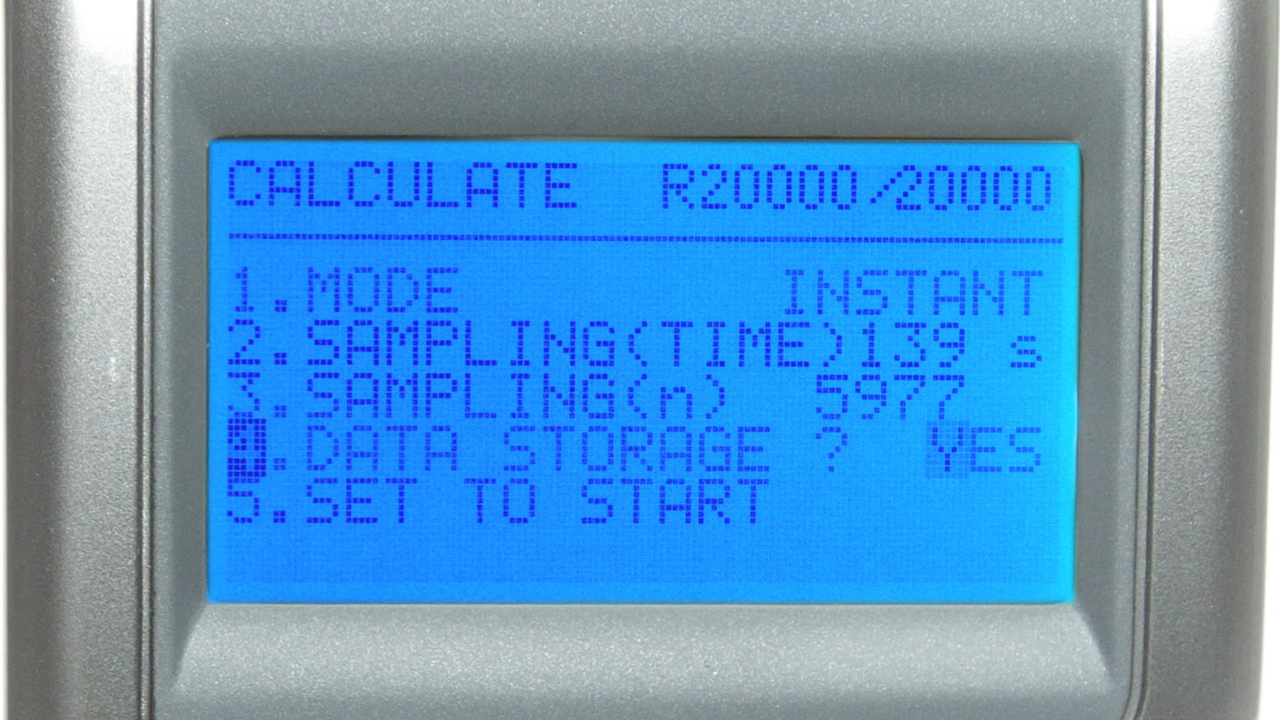 CALCULATE R20000/20000
1.MODE INSTANT
2.SAMPLING(TIME)139 s
3.SAMPLING(n) 5977
4.DATA STORAGE ? YES
5.SET TO START